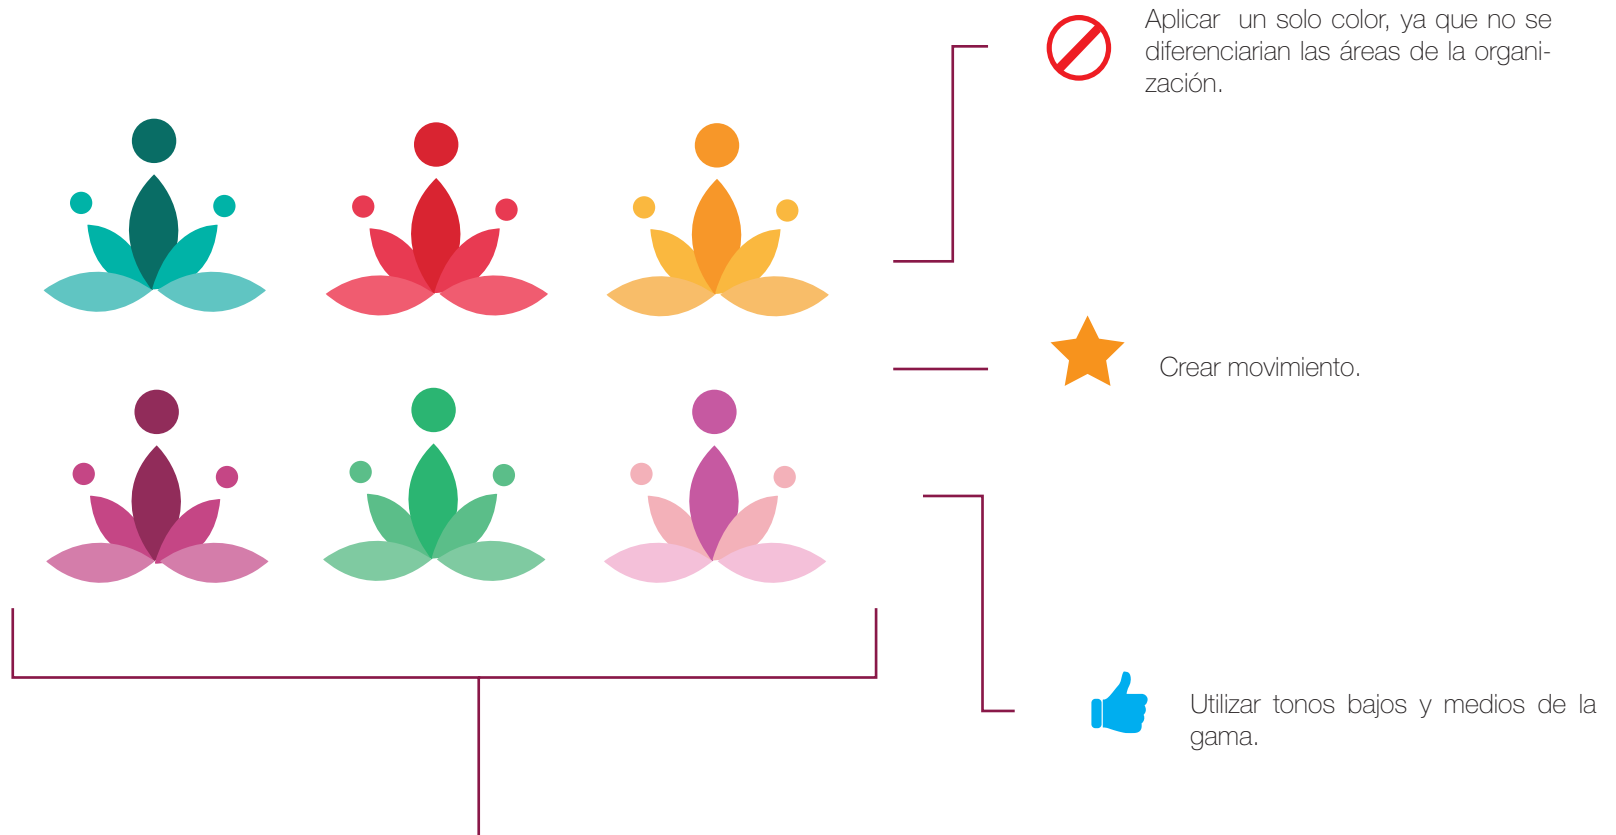 Aplicar un solo color, ya que no se
diferenciarian las áreas de la organi-
zación.
Crear movimiento.
Utilizar tonos bajos y medios de la
gama.